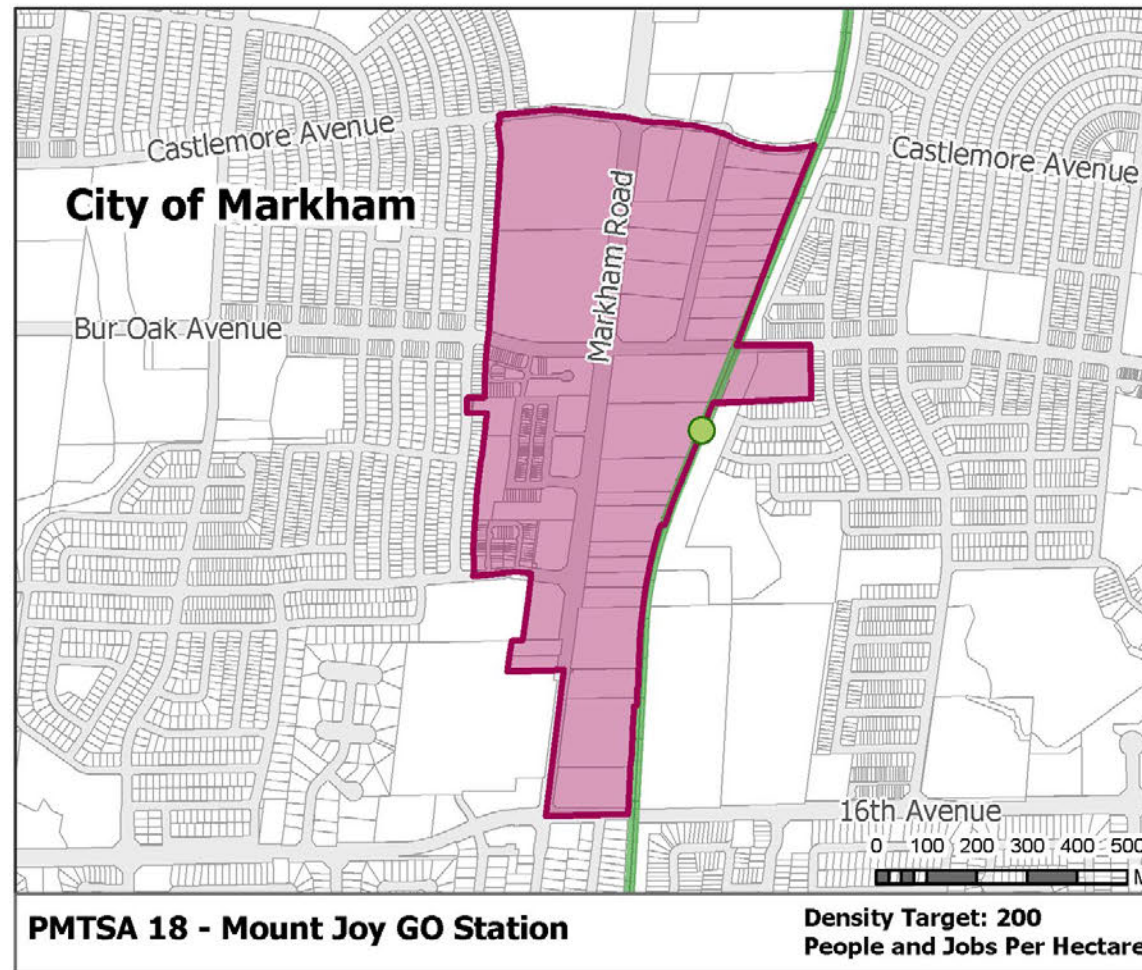 Castlemore Avenue
Castlemore Avenue
City of Markham
Markham Road
Bur Oak Avenue
16th Avenue
0 100 200 300 400 500
M
PMTSA 18 - Mount Joy GO Station
Density Target: 200
People and Jobs Per Hectare